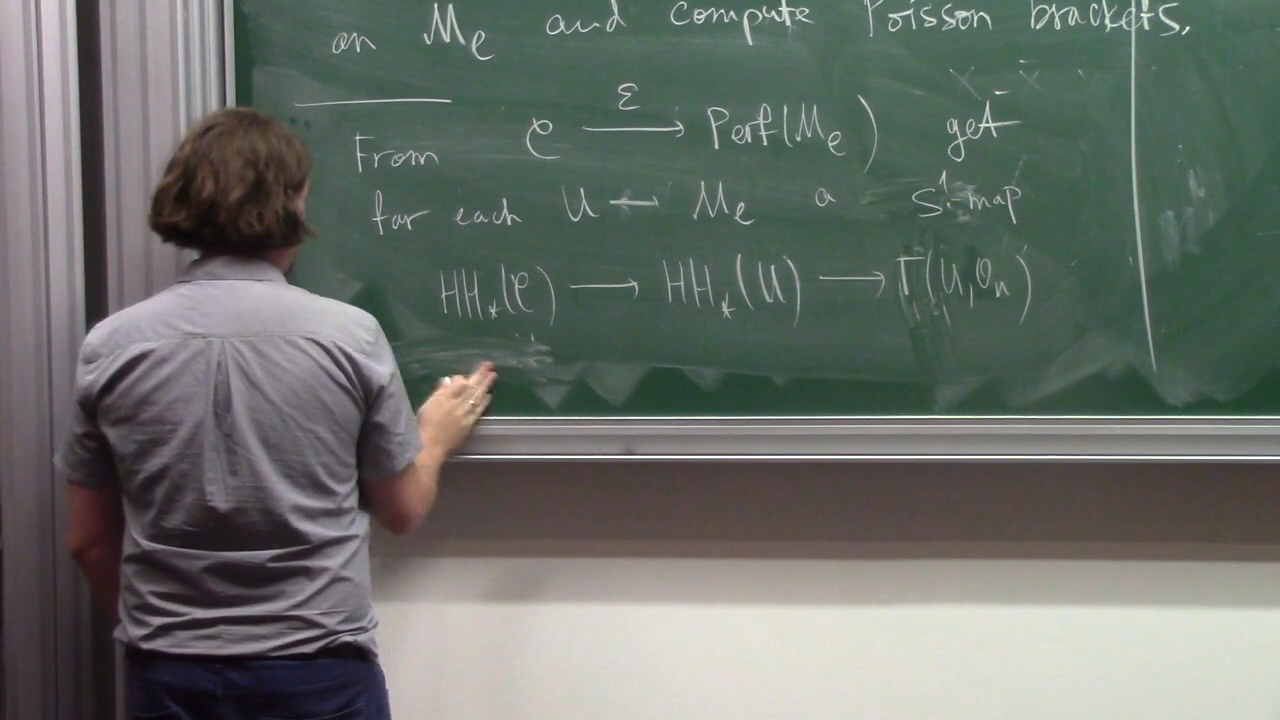 on M_e and compute Poisson brackets.
From C —ε→ Perf(M_e) get
for each U ← M_e a S¹-map
HH_*(C) → HH_*(U) → Γ(U, O_u)